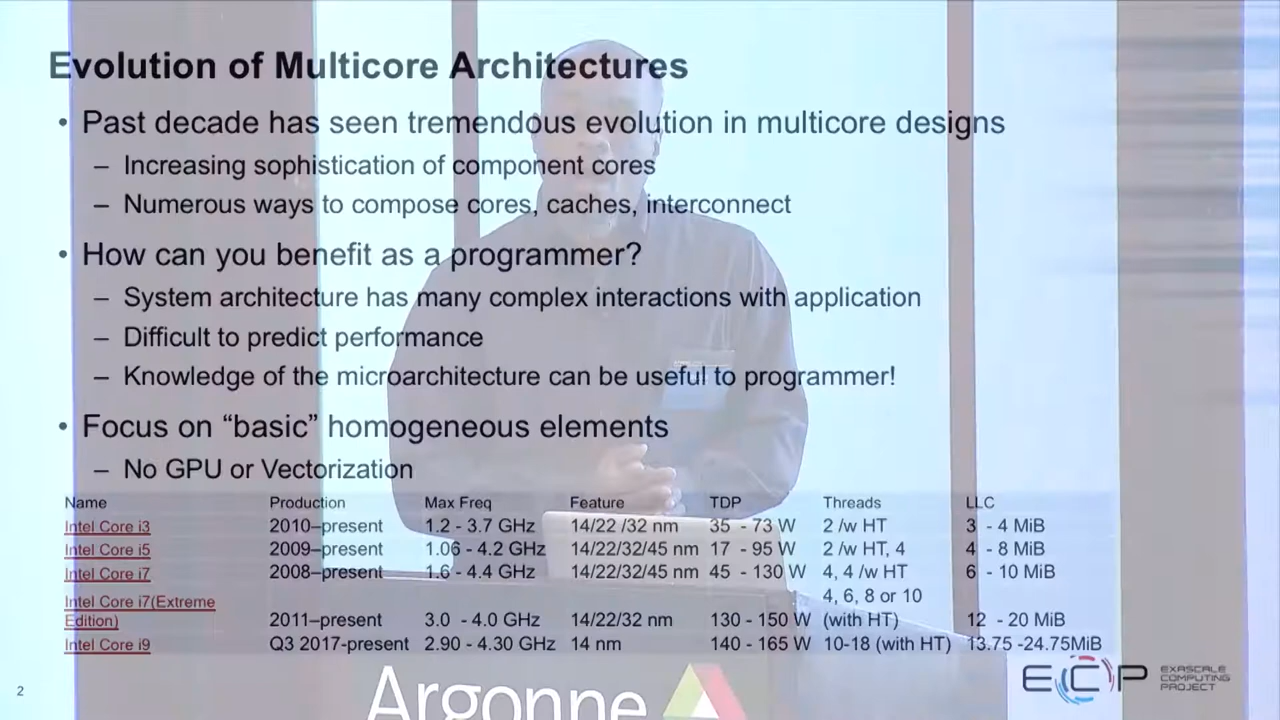 Evolution of Multicore Architectures
• Past decade has seen tremendous evolution in multicore designs
– Increasing sophistication of component cores
– Numerous ways to compose cores, caches, interconnect
• How can you benefit as a programmer?
– System architecture has many complex interactions with application
– Difficult to predict performance
– Knowledge of the microarchitecture can be useful to programmer!
• Focus on “basic” homogeneous elements
– No GPU or Vectorization
Name Production Max Freq Feature TDP Threads LLC
Intel Core i3 2010–present 1.2 - 3.7 GHz 14/22 /32 nm 35 - 73 W 2 /w HT 3 - 4 MiB
Intel Core i5 2009–present 1.06 - 4.2 GHz 14/22/32/45 nm 17 - 95 W 2 /w HT, 4 4 - 8 MiB
Intel Core i7 2008–present 1.6 - 4.4 GHz 14/22/32/45 nm 45 - 130 W 4, 4 /w HT 6 - 10 MiB
Intel Core i7(Extreme 4, 6, 8 or 10
Edition) 2011–present 3.0 - 4.0 GHz 14/22/32 nm 130 - 150 W (with HT) 12 - 20 MiB
Intel Core i9 Q3 2017-present 2.90 - 4.30 GHz 14 nm 140 - 165 W 10-18 (with HT) 13.75 -24.75MiB
2
Argonne
ECP
EXASCALE
COMPUTING
PROJECT